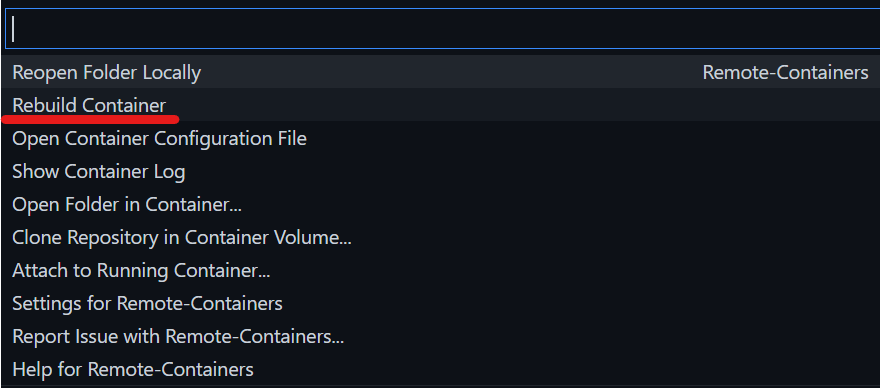 Reopen Folder Locally Remote-Containers
Rebuild Container
Open Container Configuration File
Show Container Log
Open Folder in Container...
Clone Repository in Container Volume...
Attach to Running Container...
Settings for Remote-Containers
Report Issue with Remote-Containers...
Help for Remote-Containers